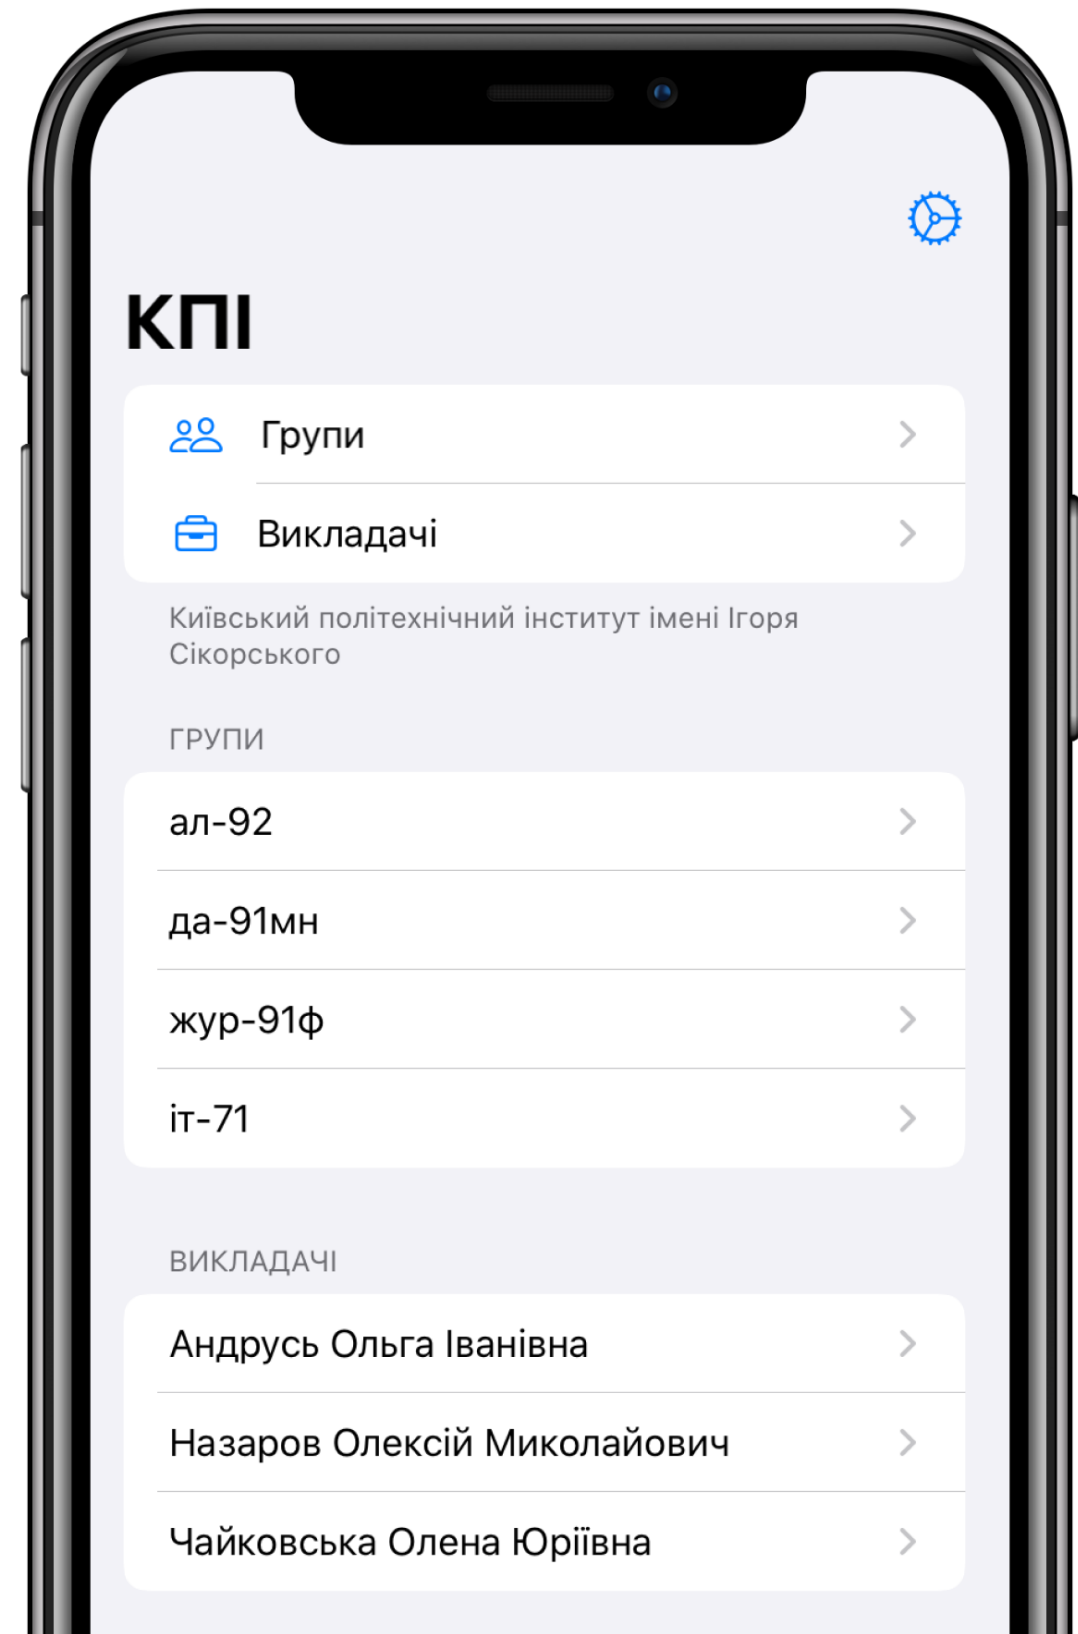 КПІ
Групи
Викладачі
Київський політехнічний інститут імені Ігоря
Сікорського
ГРУПИ
ал-92
да-91мн
жур-91ф
іт-71
ВИКЛАДАЧІ
Андрусь Ольга Іванівна
Назаров Олексій Миколайович
Чайковська Олена Юріївна